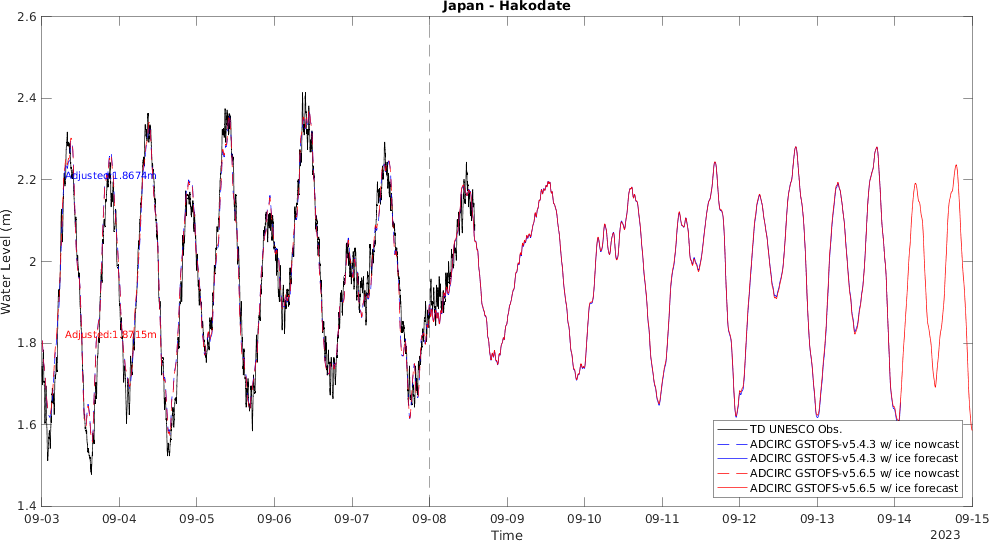 Japan - Hakodate
2.6
2.4
2.2
2
1.8
1.6
1.4
Water Level (m)
Adjusted:1.8674m
Adjusted:1.8715m
TD UNESCO Obs.
ADCIRC GSTOFS-v5.4.3 w/ ice nowcast
ADCIRC GSTOFS-v5.4.3 w/ ice forecast
ADCIRC GSTOFS-v5.6.5 w/ ice nowcast
ADCIRC GSTOFS-v5.6.5 w/ ice forecast
09-03 09-04 09-05 09-06 09-07 09-08 09-09 09-10 09-11 09-12 09-13 09-14 09-15
Time
2023